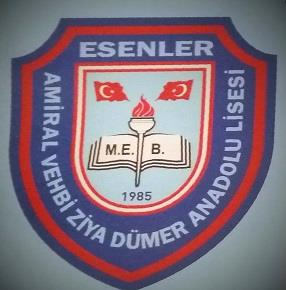 ESENLER
AMİRAL VEHBİ ZİYA DÜMER ANADOLU LİSESİ
M.E.B.
1985